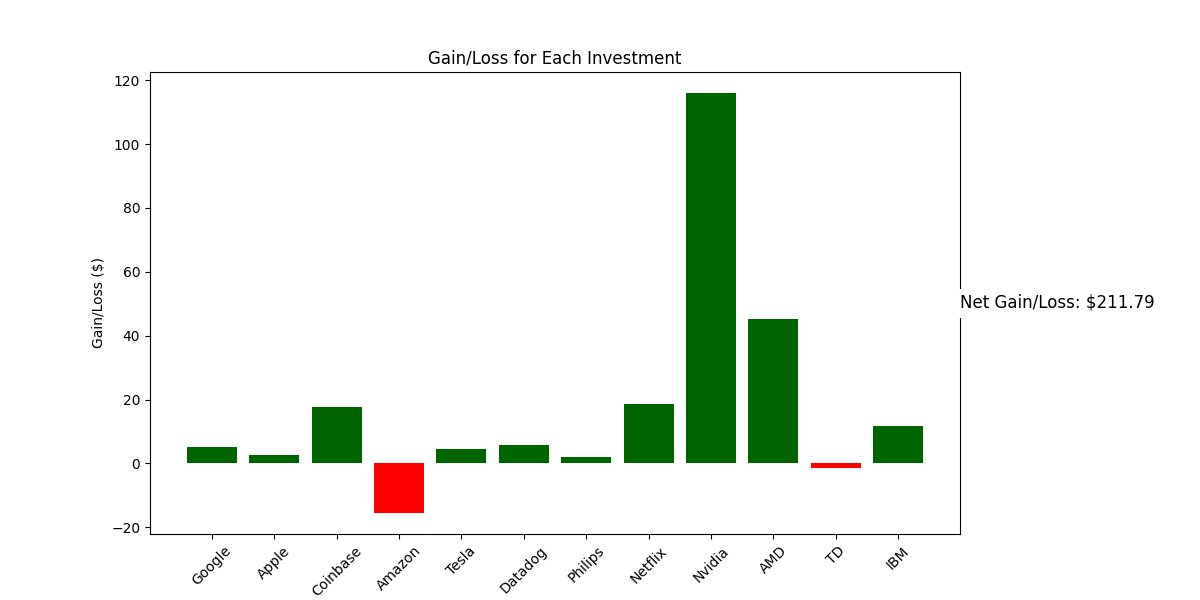 Gain/Loss for Each Investment
Gain/Loss ($)
120
100
80
60
40
20
0
−20
Net Gain/Loss: $211.79
Google
Apple
Coinbase
Amazon
Tesla
Datadog
Philips
Netflix
Nvidia
AMD
TD
IBM